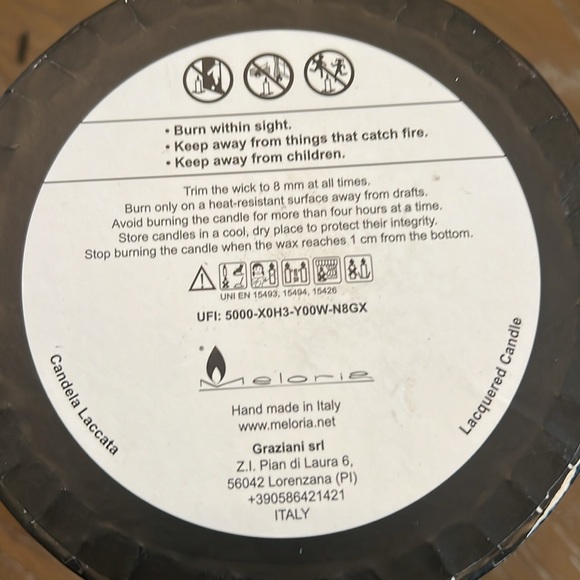 • Burn within sight.
• Keep away from things that catch fire.
• Keep away from children.
Trim the wick to 8 mm at all times.
Burn only on a heat-resistant surface away from drafts.
Avoid burning the candle for more than four hours at a time.
Store candles in a cool, dry place to protect their integrity.
Stop burning the candle when the wax reaches 1 cm from the bottom.
UNI EN 15493, 15494, 15426
UFI: 5000-X0H3-Y00W-N8GX
Meloria
Hand made in Italy
www.meloria.net
Graziani srl
Z.I. Pian di Laura 6,
56042 Lorenzana (PI)
+390586421421
ITALY
Candela Laccata
Lacquered Candle